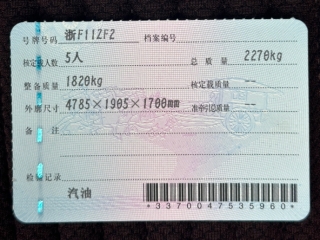 号牌号码 浙F11ZF2 档案编号
核定载人数 5人 总质量 2270kg
整备质量 1820kg 核定载质量 --
外廓尺寸 4785×1905×1700mm 准牵引总质量 --
备注
检验记录
汽油
*3370047535960*